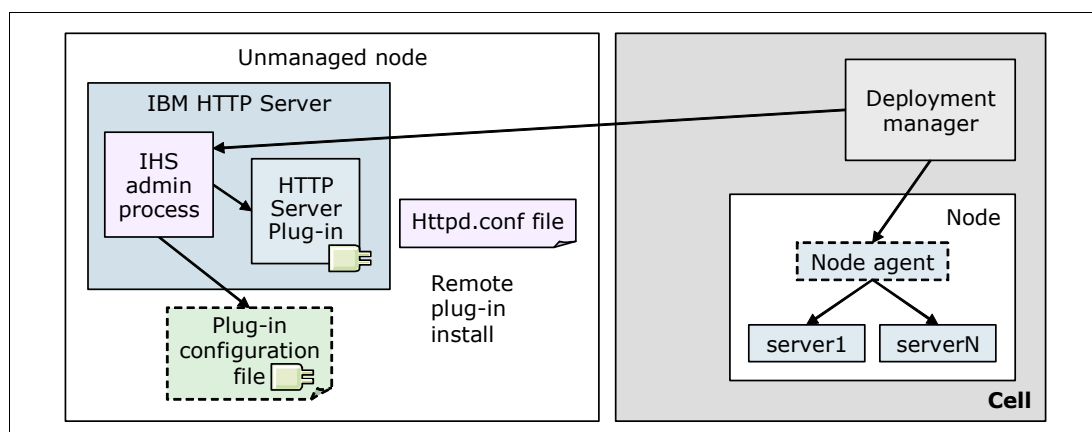 Unmanaged node
IBM HTTP Server
IHS
admin
process
HTTP
Server
Plug-in
Httpd.conf file
Remote
plug-in
install
Plug-in
configuration
file
Deployment
manager
Node
Node agent
server1
serverN
Cell